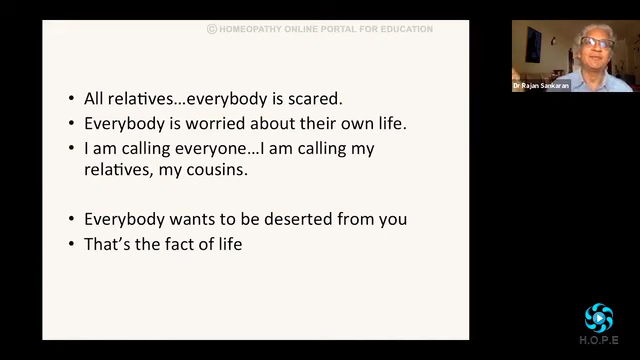 © HOMEOPATHY ONLINE PORTAL FOR EDUCATION
• All relatives...everybody is scared.
• Everybody is worried about their own life.
• I am calling everyone...I am calling my
relatives, my cousins.
• Everybody wants to be deserted from you
• That's the fact of life
Dr Rajan Sankaran
H.O.P.E